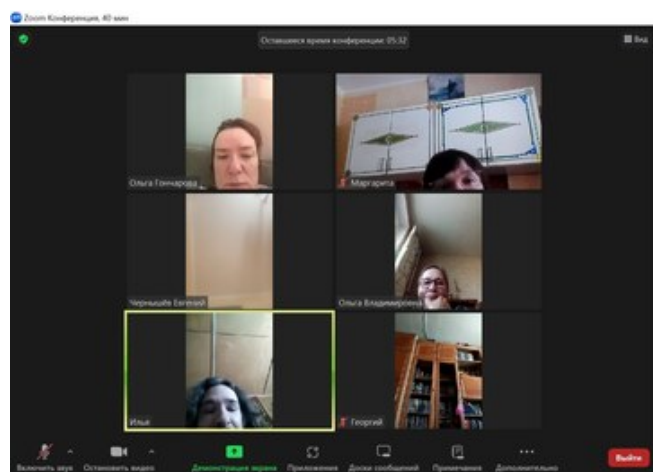 Zoom Конференция, 40 мин
Оставшееся время конференции: 05:32
Вид
Ольга Гончарова
Маргарита
Чернышёв Евгений
Ольга Владимировна
Илья
Георгий
Включить звук Остановить видео Демонстрация экрана Приложения Доски сообщений Примечания Дополнительно Выйти